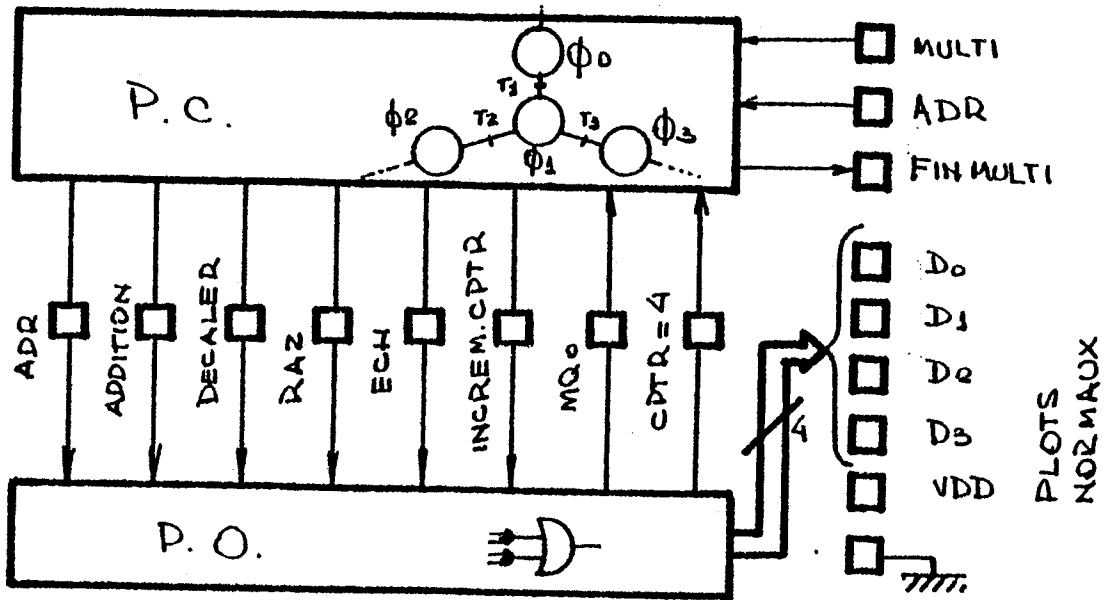 P.C.
ϕ0
T1
ϕ2
T2
T3
ϕ3
ϕ1
MULTI
ADR
FIN MULTI
ADR
ADDITION
DECALER
RAZ
ECH
INCREM.CPTR
MQ0
CPTR=4
4
D0
D1
D2
D3
VDD
PLOTS
NORMAUX
P.O.